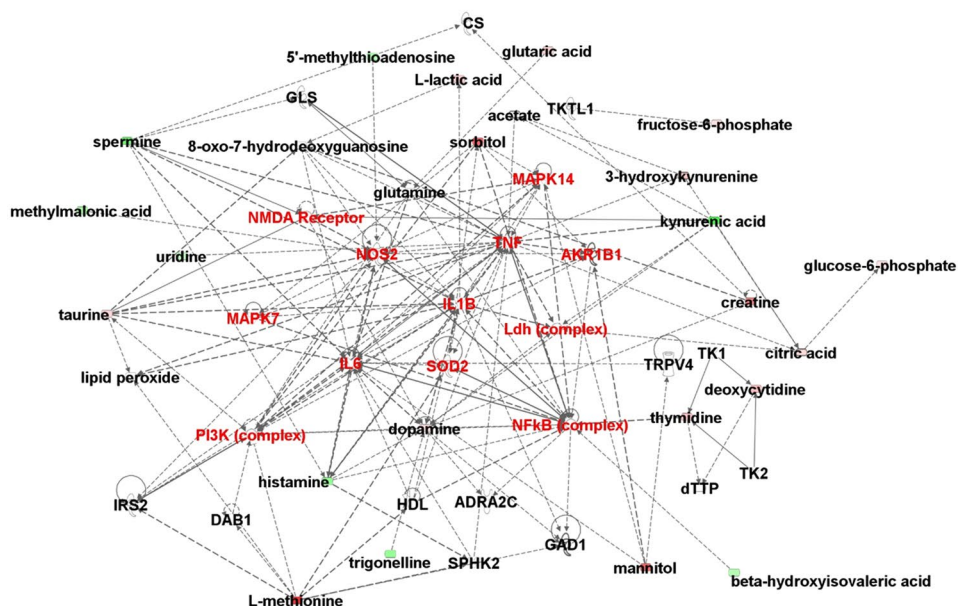 CS
glutaric acid
5'-methylthioadenosine
L-lactic acid
GLS
TKTL1
acetate
fructose-6-phosphate
spermine
8-oxo-7-hydrodeoxyguanosine
sorbitol
MAPK14
3-hydroxykynurenine
glutamine
methylmalonic acid
NMDA Receptor
kynurenic acid
TNF
NOS2
AKR1B1
uridine
glucose-6-phosphate
IL1B
creatine
taurine
MAPK7
Ldh (complex)
citric acid
TK1
TRPV4
IL6
SOD2
lipid peroxide
deoxycytidine
thymidine
NFkB (complex)
dopamine
PI3K (complex)
TK2
histamine
dTTP
IRS2
HDL
ADRA2C
DAB1
GAD1
trigonelline
SPHK2
mannitol
beta-hydroxyisovaleric acid
L-methionine